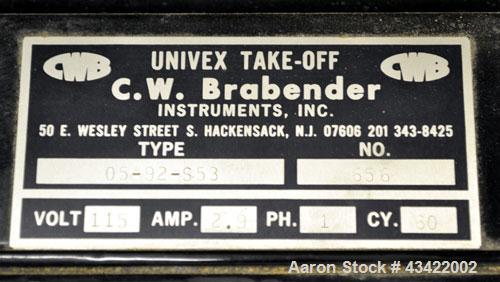 CWB UNIVEX TAKE-OFF CWB
C.W. Brabender
INSTRUMENTS, INC.
50 E. WESLEY STREET S. HACKENSACK, N.J. 07606 201 343-8425
TYPE NO.
05-92-S53 656
VOLT 115 AMP. 2.9 PH. 1 CY. 60
Aaron Stock # 43422002